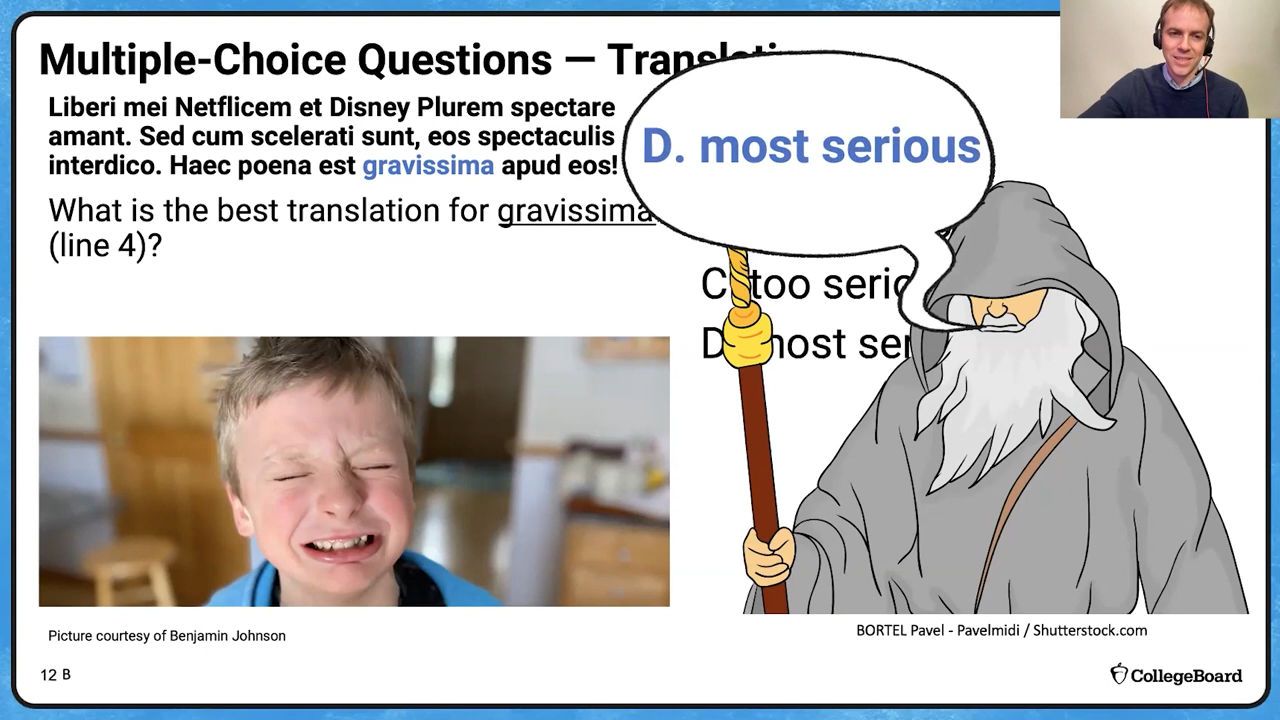 Multiple-Choice Questions — Translati
Liberi mei Netflicem et Disney Plurem spectare
amant. Sed cum scelerati sunt, eos spectaculis
interdico. Haec poena est gravissima apud eos!
What is the best translation for gravissima
(line 4)?
D. most serious
C. too serio
D. most ser
Picture courtesy of Benjamin Johnson
BORTEL Pavel - Pavelmidi / Shutterstock.com
12 B
CollegeBoard